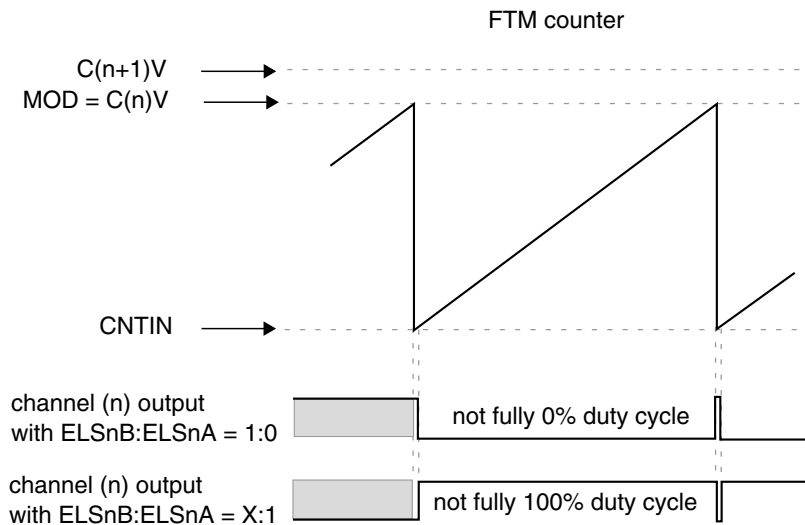 FTM counter
C(n+1)V
MOD = C(n)V
CNTIN
channel (n) output
with ELSnB:ELSnA = 1:0
not fully 0% duty cycle
channel (n) output
with ELSnB:ELSnA = X:1
not fully 100% duty cycle